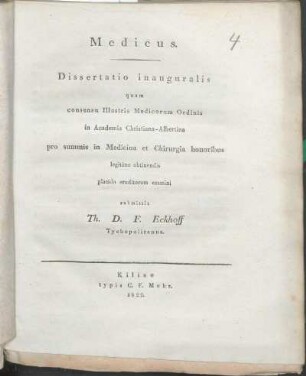 Medicus.
4
Dissertatio inauguralis
quam
consensu Illustris Medicorum Ordinis
in Academia Christiana-Albertina
pro summis in Medicina et Chirurgia honoribus
legitime obtinendis
placido eruditorum examini
submittit
Th. D. F. Eckhoff
Tychopolitanus.
Kiliae
typis C. F. Mohr.
1822.